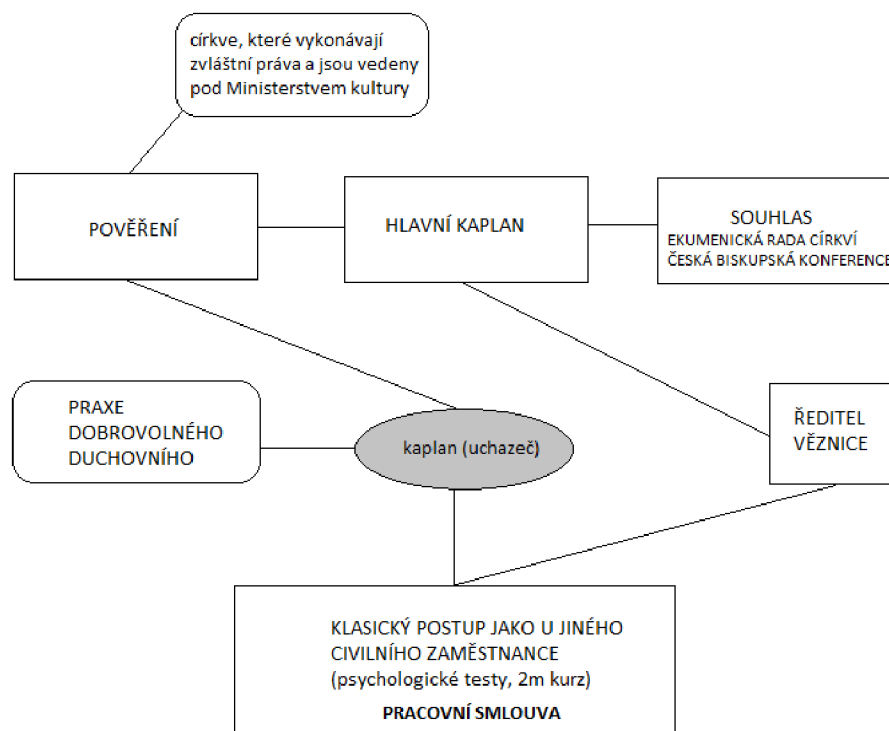 církve, které vykonávají
zvláštní práva a jsou vedeny
pod Ministerstvem kultury
POVĚŘENÍ
HLAVNÍ KAPLAN
SOUHLAS
EKUMENICKÁ RADA CÍRKVÍ
ČESKÁ BISKUPSKÁ KONFERENCE
PRAXE
DOBROVOLNÉHO
DUCHOVNÍHO
kaplan (uchazeč)
ŘEDITEL
VĚZNICE
KLASICKÝ POSTUP JAKO U JINÉHO
CIVILNÍHO ZAMĚSTNANCE
(psychologické testy, 2m kurz)
PRACOVNÍ SMLOUVA